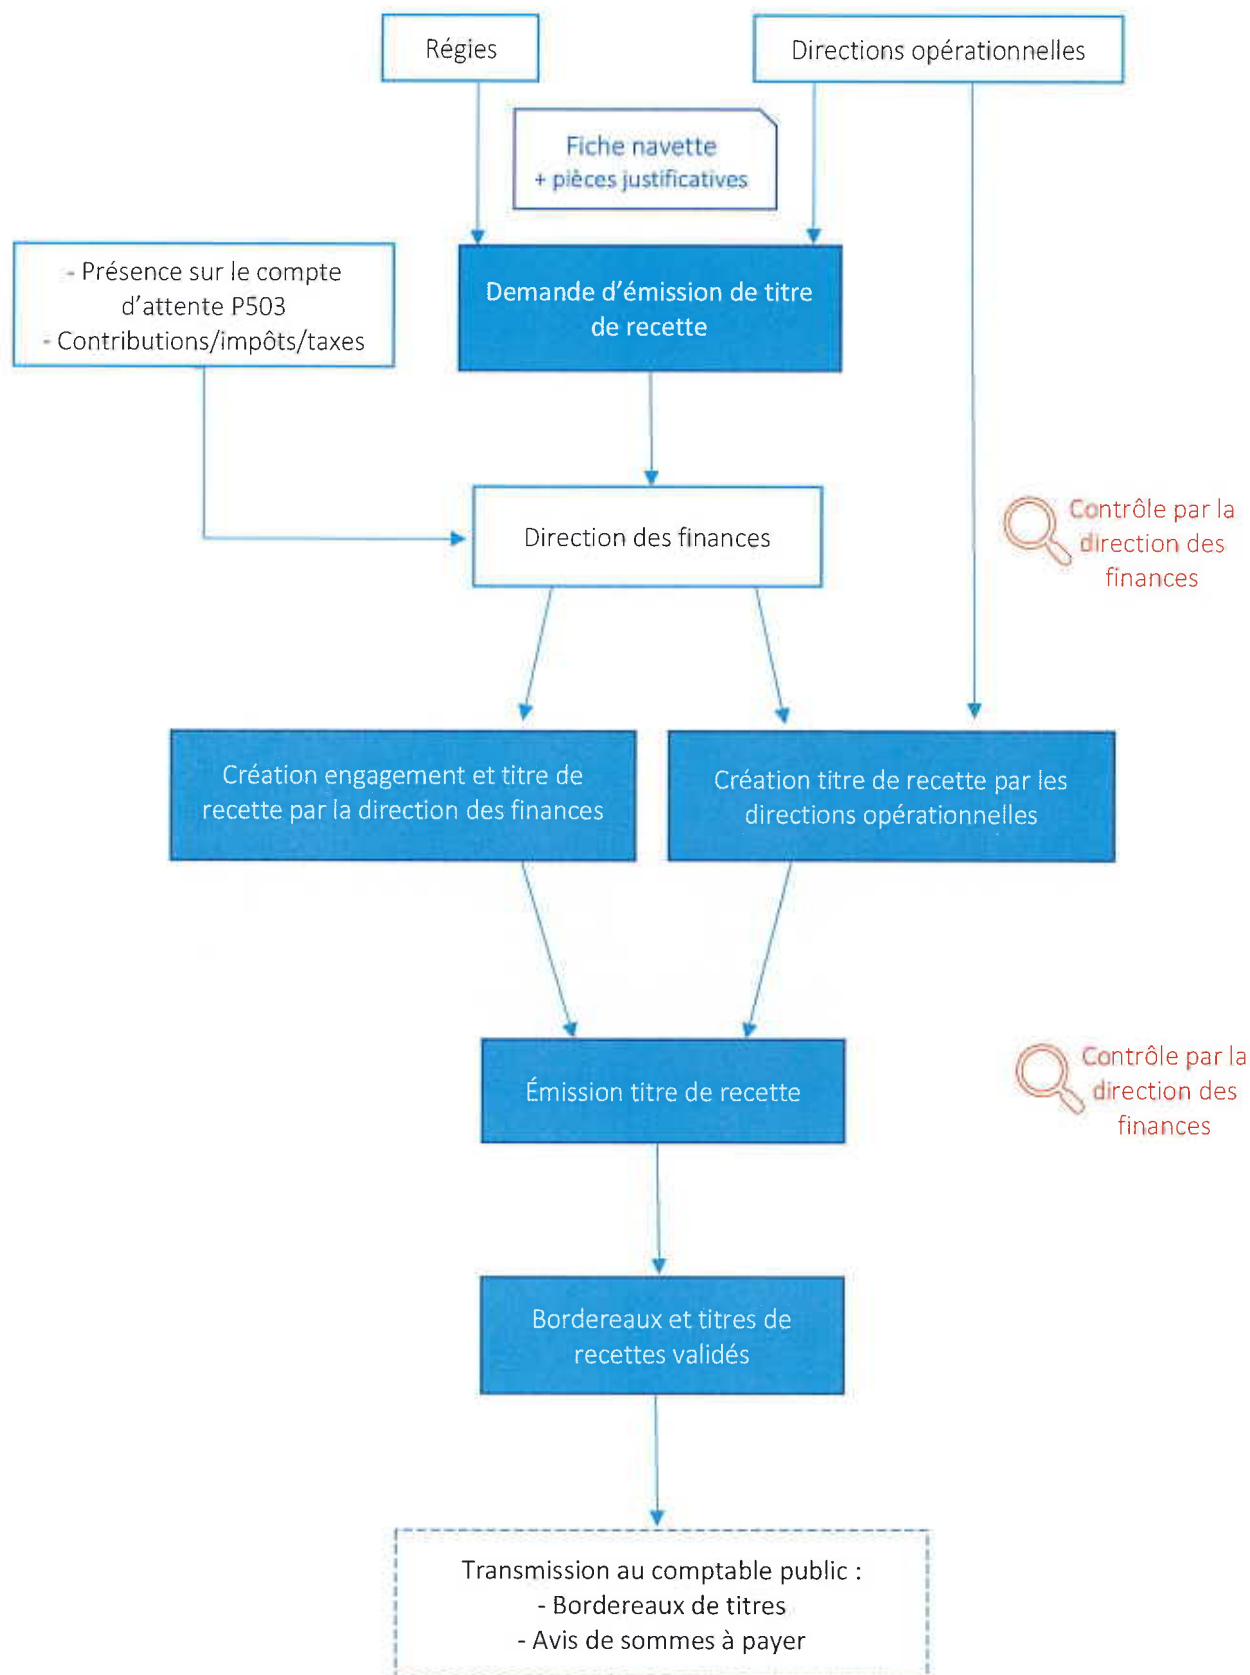 Régies
Directions opérationnelles
Fiche navette
+ pièces justificatives
- Présence sur le compte
d'attente P503
- Contributions/impôts/taxes
Demande d'émission de titre
de recette
Direction des finances
Contrôle par la
direction des
finances
Création engagement et titre de
recette par la direction des finances
Création titre de recette par les
directions opérationnelles
Émission titre de recette
Contrôle par la
direction des
finances
Bordereaux et titres de
recettes validés
Transmission au comptable public :
- Bordereaux de titres
- Avis de sommes à payer